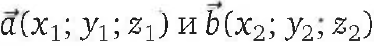 a⃗(x₁; y₁; z₁) и b⃗(x₂; y₂; z₂)